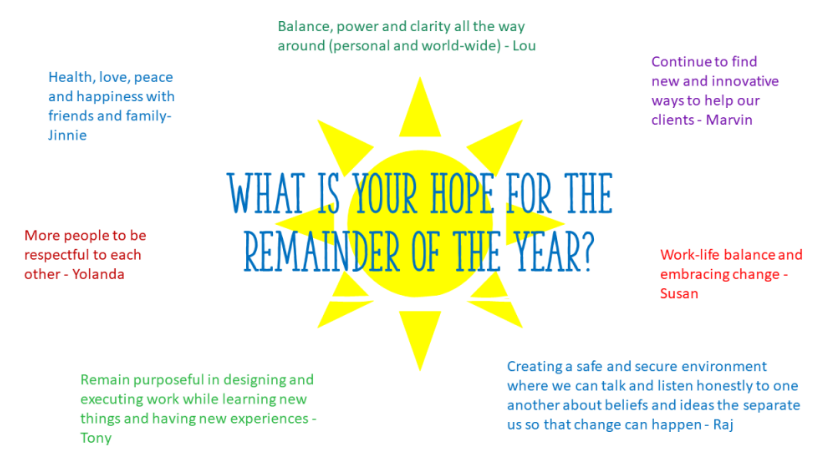 Balance, power and clarity all the way
around (personal and world-wide) - Lou
Health, love, peace
and happiness with
friends and family-
Jinnie
Continue to find
new and innovative
ways to help our
clients - Marvin
WHAT IS YOUR HOPE FOR THE
REMAINDER OF THE YEAR?
More people to be
respectful to each
other - Yolanda
Work-life balance and
embracing change -
Susan
Remain purposeful in designing and
executing work while learning new
things and having new experiences -
Tony
Creating a safe and secure environment
where we can talk and listen honestly to one
another about beliefs and ideas the separate
us so that change can happen - Raj